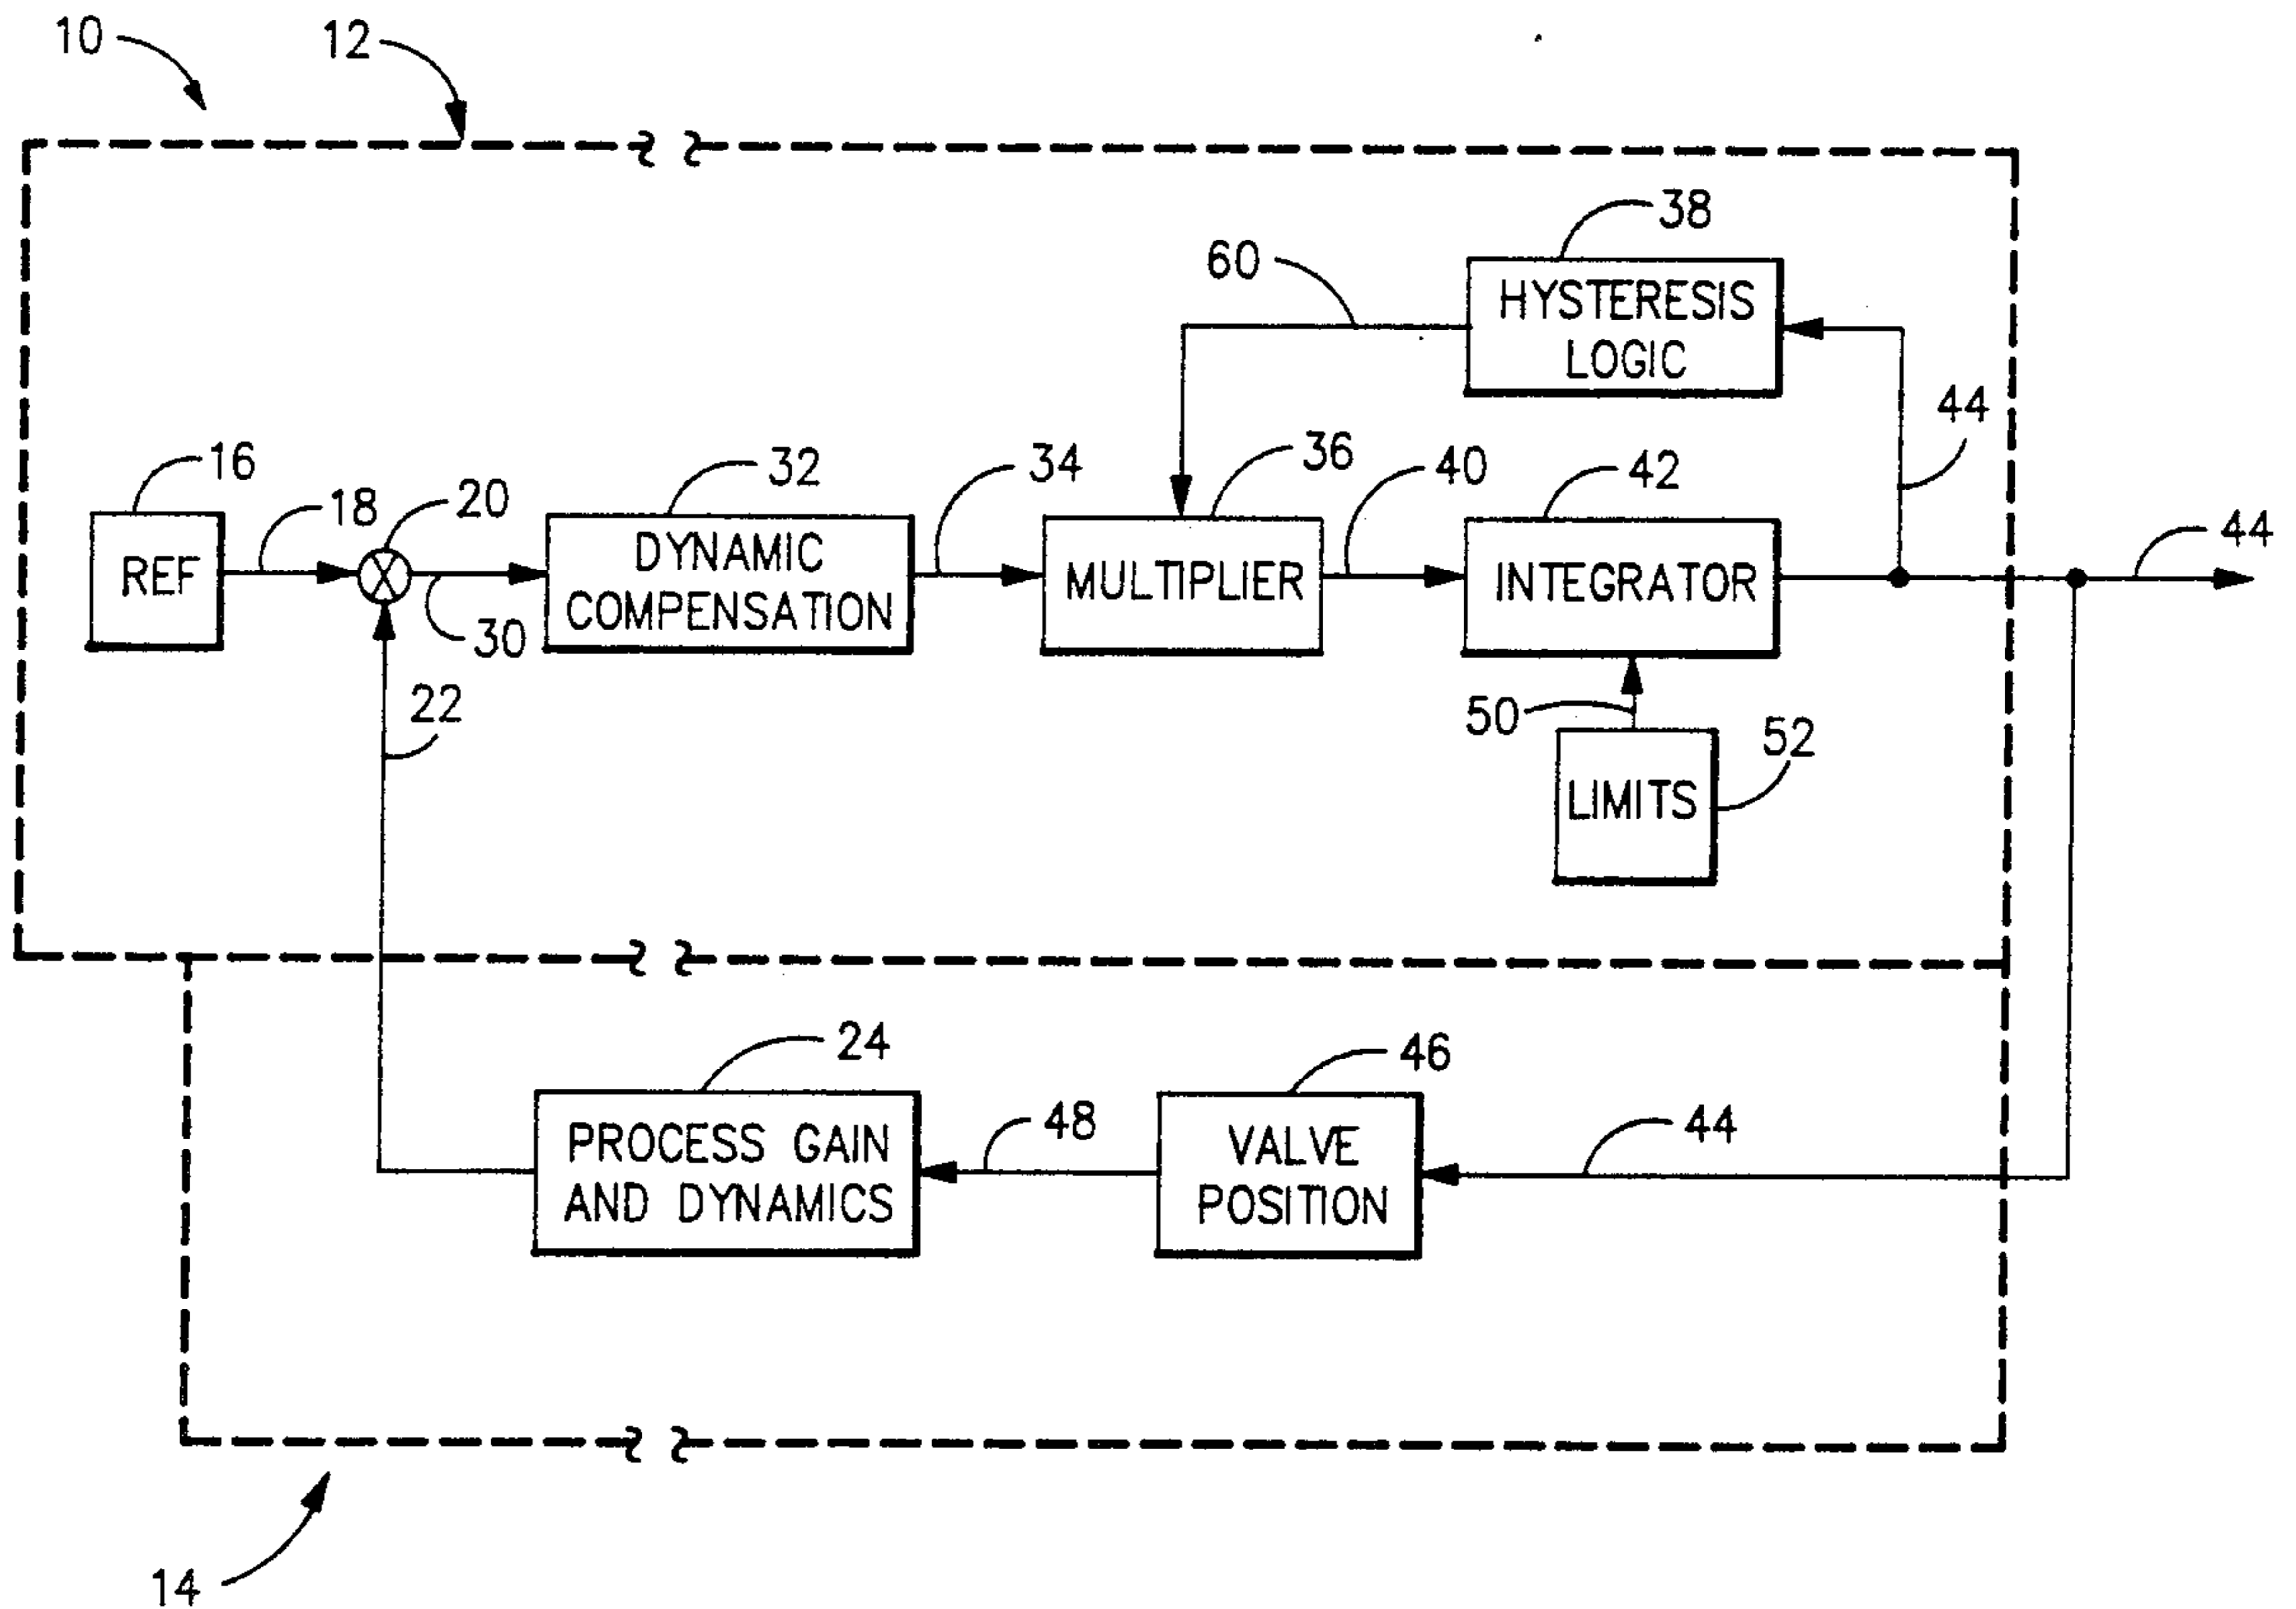 10
12
38
60
HYSTERESIS
LOGIC
44
16
18
20
32
34
36
40
42
44
REF
DYNAMIC
COMPENSATION
MULTIPLIER
INTEGRATOR
30
22
50
52
LIMITS
24
48
46
44
PROCESS GAIN
AND DYNAMICS
VALVE
POSITION
14